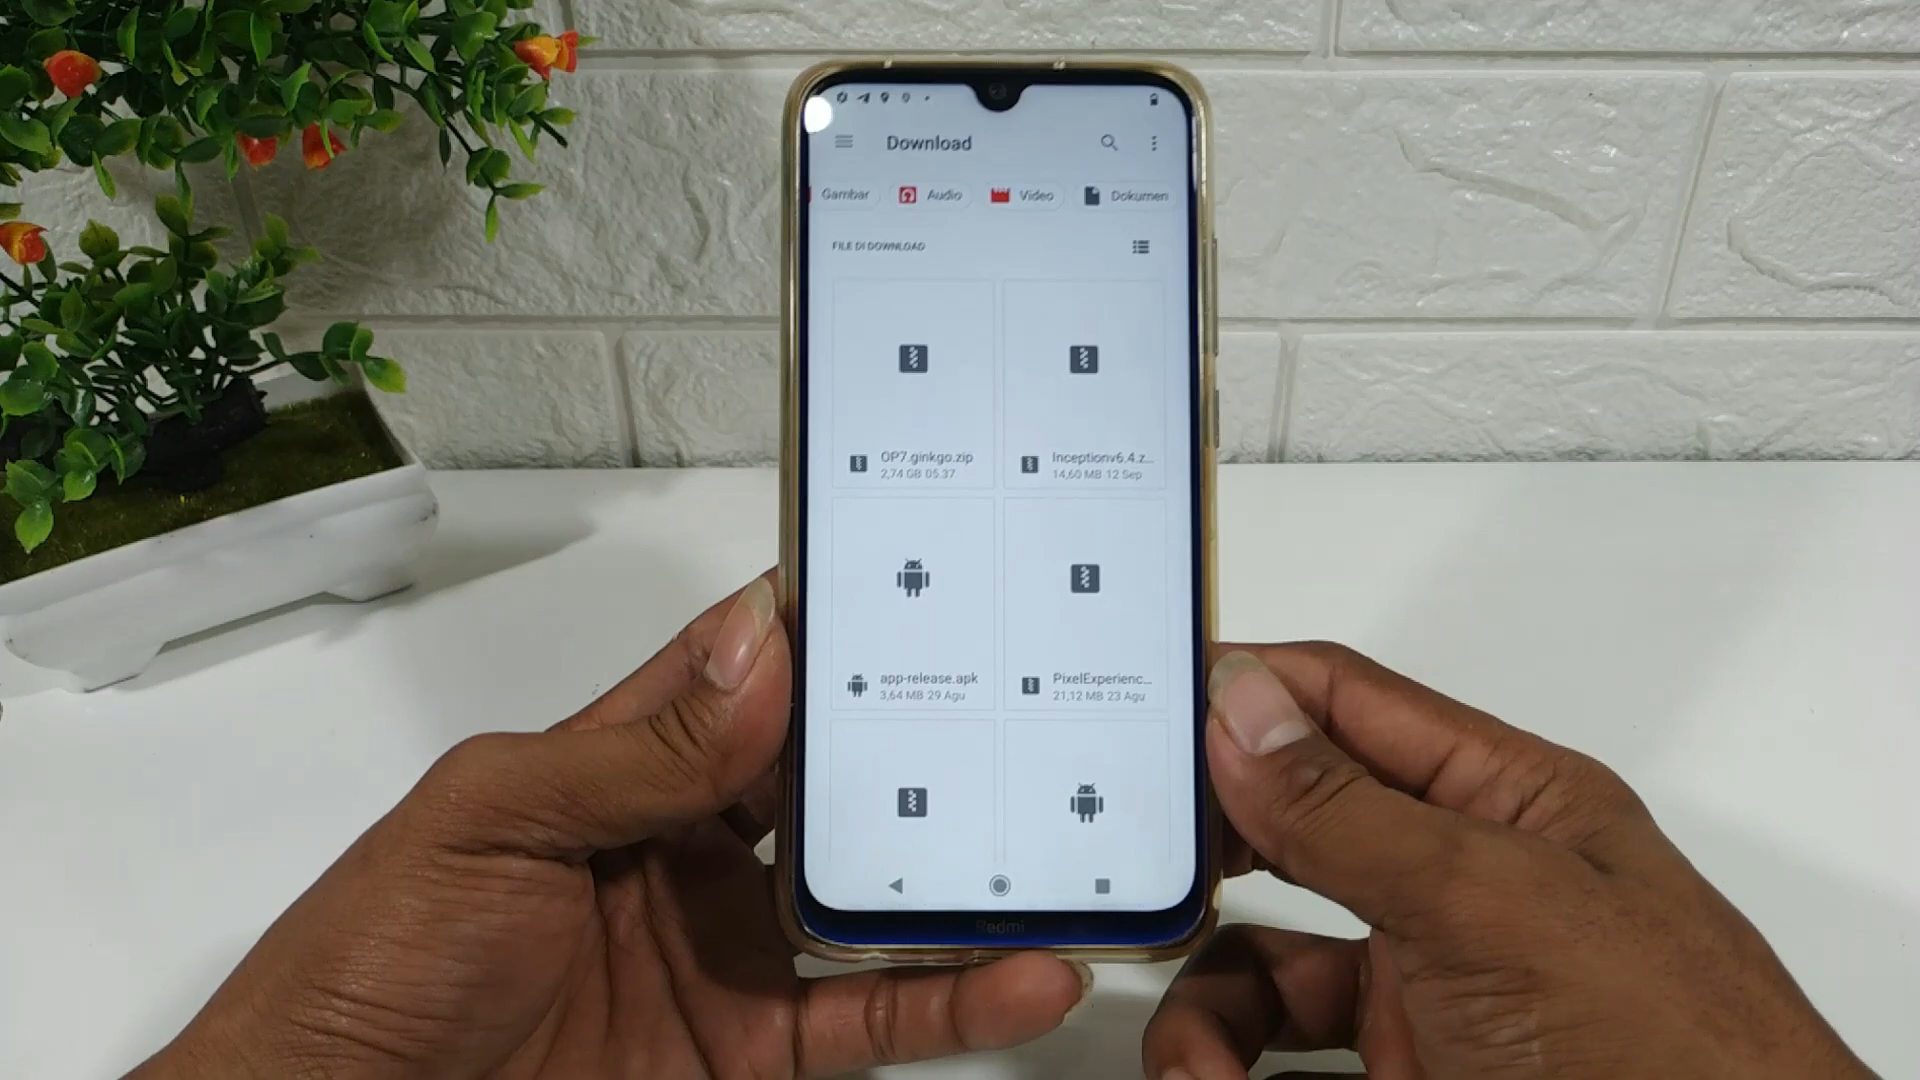 Download
Gambar Audio Video Dokumen
FILE DI DOWNLOAD
OP7.ginkgo.zip
2,74 GB 05.37
Inceptionv6.4.z...
14,60 MB 12 Sep
app-release.apk
3,64 MB 29 Agu
PixelExperienc...
21,12 MB 23 Agu
Redmi